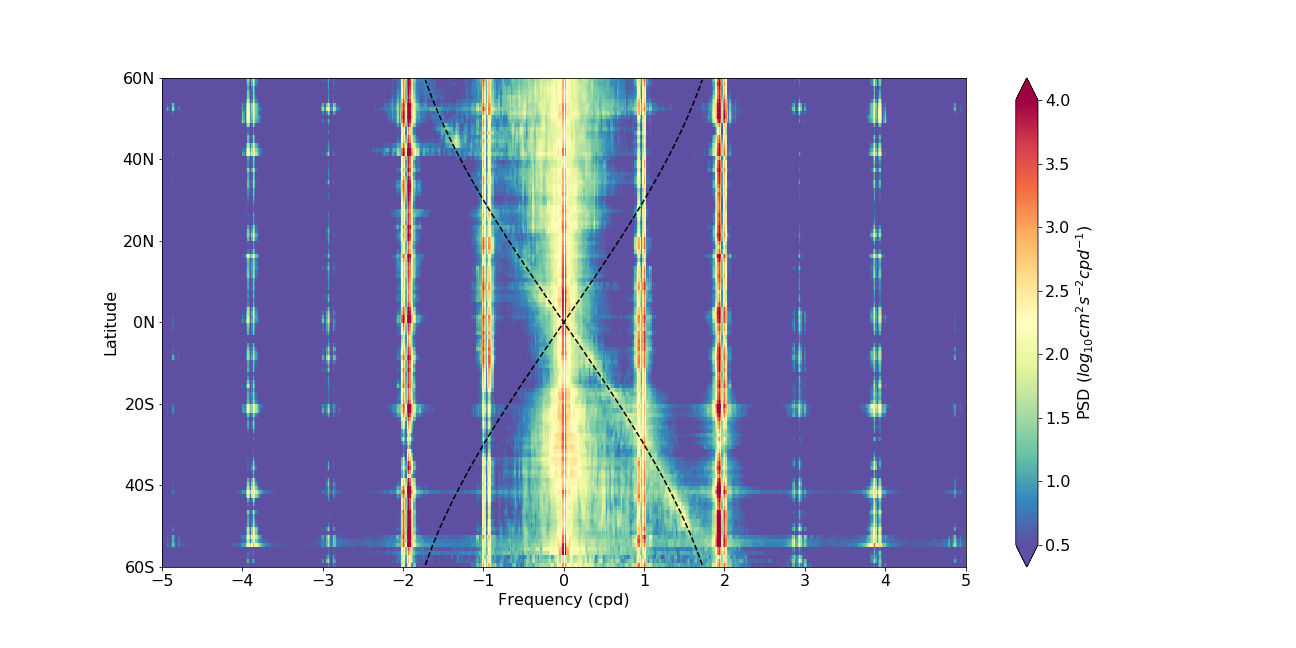 60N
40N
20N
0N
20S
40S
60S
Latitude
−5 −4 −3 −2 −1 0 1 2 3 4 5
Frequency (cpd)
4.0
3.5
3.0
2.5
2.0
1.5
1.0
0.5
PSD (log₁₀cm²s⁻²cpd⁻¹)